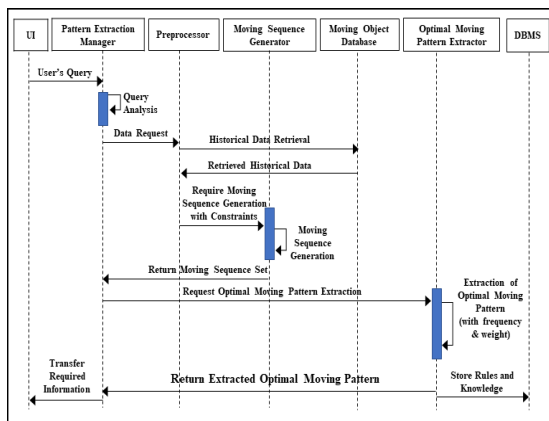 UI
Pattern Extraction
Manager
Preprocessor
Moving Sequence
Generator
Moving Object
Database
Optimal Moving
Pattern Extractor
DBMS
User's Query
Query
Analysis
Data Request
Historical Data Retrieval
Retrieved Historical Data
Require Moving
Sequence Generation
with Constraints
Moving
Sequence
Generation
Return Moving Sequence Set
Request Optimal Moving Pattern Extraction
Extraction of
Optimal Moving
Pattern
(with frequency
& weight)
Transfer
Required
Information
Return Extracted Optimal Moving Pattern
Store Rules and
Knowledge